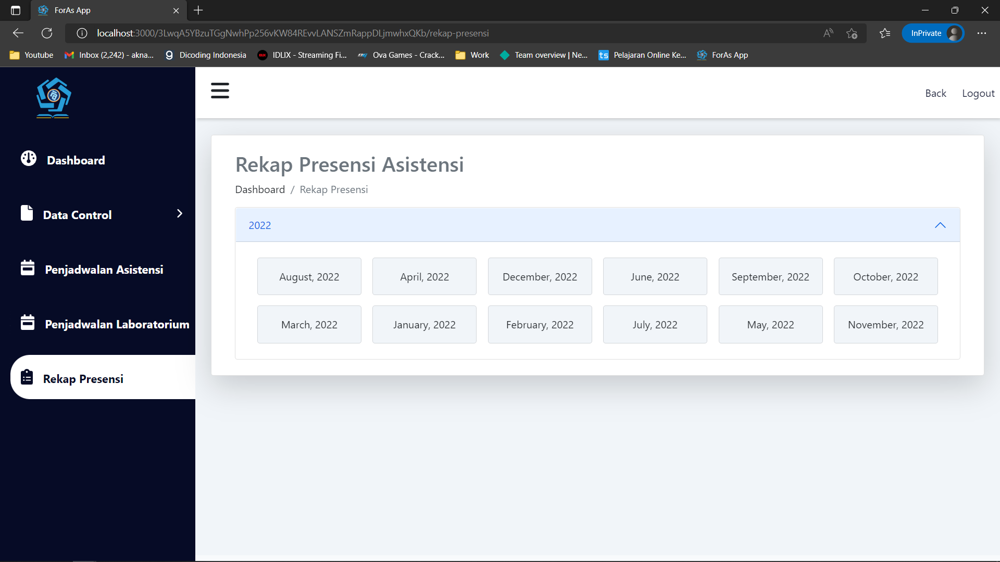 ForAs App
localhost:3000/3LwqA5YBzuTGgNwhPp256vKW84REvvLANSZmRappDLjmwhxQKb/rekap-presensi
InPrivate
Youtube
Inbox (2,242) - akna...
Dicoding Indonesia
IDLIX - Streaming Fi...
Ova Games - Crack...
Work
Team overview | Ne...
ts
Pelajaran Online Ke...
ForAs App
Back
Logout
Dashboard
Data Control
Penjadwalan Asistensi
Penjadwalan Laboratorium
Rekap Presensi
Rekap Presensi Asistensi
Dashboard / Rekap Presensi
2022
August, 2022
April, 2022
December, 2022
June, 2022
September, 2022
October, 2022
March, 2022
January, 2022
February, 2022
July, 2022
May, 2022
November, 2022